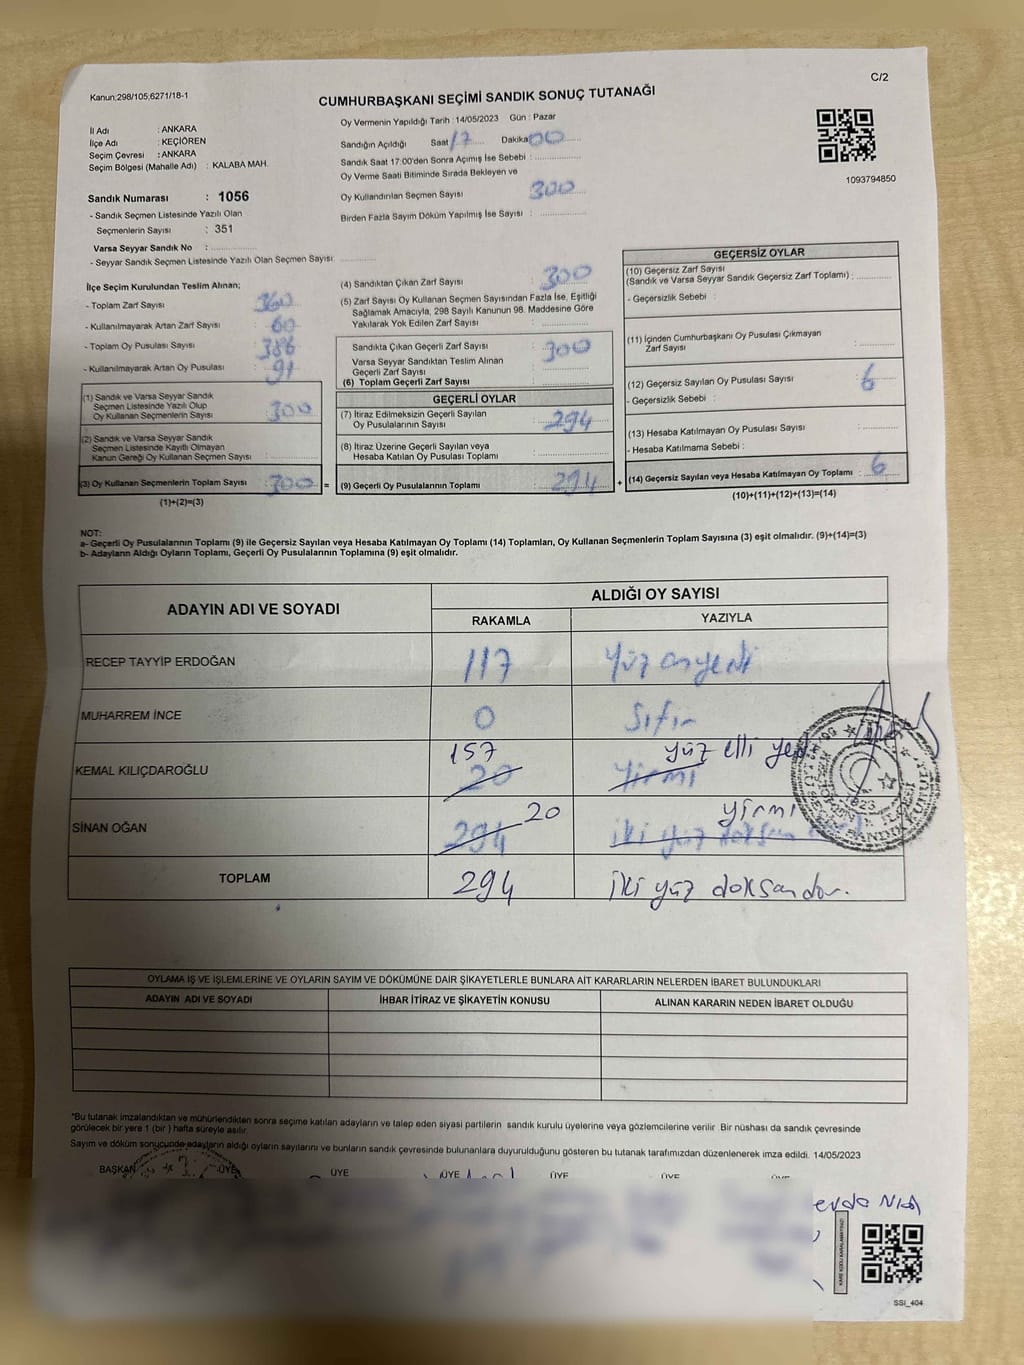 C/2
Kanun:298/105;6271/18-1
CUMHURBAŞKANI SEÇİMİ SANDIK SONUÇ TUTANAĞI
İl Adı : ANKARA
İlçe Adı : KEÇİÖREN
Seçim Çevresi : ANKARA
Seçim Bölgesi (Mahalle Adı) : KALABA MAH.
Sandık Numarası : 1056
- Sandık Seçmen Listesinde Yazılı Olan
Seçmenlerin Sayısı : 351
Varsa Seyyar Sandık No :
- Seyyar Sandık Seçmen Listesinde Yazılı Olan Seçmen Sayısı:
Oy Vermenin Yapıldığı Tarih :14/05/2023 Gün : Pazar
Sandığın Açıldığı Saat 17 Dakika 00
Sandık Saat 17:00'den Sonra Açımış İse Sebebi :
Oy Verme Saati Bitiminde Sırada Bekleyen ve
Oy Kullandırılan Seçmen Sayısı 300
Birden Fazla Sayım Döküm Yapılmış İse Sayısı :
1093794850
İlçe Seçim Kurulundan Teslim Alınan;
- Toplam Zarf Sayısı : 360
- Kullanılmayarak Artan Zarf Sayısı : 60
- Toplam Oy Pusulası Sayısı : 386
- Kullanılmayarak Artan Oy Pusulası : 91
(1) Sandık ve Varsa Seyyar Sandık
Seçmen Listesinde Yazılı Olup
Oy Kullanan Seçmenlerin Sayısı : 300
(2) Sandık ve Varsa Seyyar Sandık
Seçmen Listesinde Kayıtlı Olmayan
Kanun Gereği Oy Kullanan Seçmen Sayısı :
(3) Oy Kullanan Seçmenlerin Toplam Sayısı : 300 =
(1)+(2)=(3)
(4) Sandıktan Çıkan Zarf Sayısı : 300
(5) Zarf Sayısı Oy Kullanan Seçmen Sayısından Fazla İse, Eşitliği
Sağlamak Amacıyla, 298 Sayılı Kanunun 98. Maddesine Göre
Yakılarak Yok Edilen Zarf Sayısı :
Sandıkta Çıkan Geçerli Zarf Sayısı : 300
Varsa Seyyar Sandıktan Teslim Alınan
Geçerli Zarf Sayısı :
(6) Toplam Geçerli Zarf Sayısı :
GEÇERLİ OYLAR
(7) İtiraz Edilmeksizin Geçerli Sayılan
Oy Pusulalarının Sayısı : 294
(8) İtiraz Üzerine Geçerli Sayılan veya
Hesaba Katılan Oy Pusulası Toplamı :
(9) Geçerli Oy Pusulalarının Toplamı : 294 +
GEÇERSİZ OYLAR
(10) Geçersiz Zarf Sayısı
(Sandık ve Varsa Seyyar Sandık Geçersiz Zarf Toplamı) :
- Geçersizlik Sebebi :
(11) İçinden Cumhurbaşkanı Oy Pusulası Çıkmayan
Zarf Sayısı :
(12) Geçersiz Sayılan Oy Pusulası Sayısı : 6
- Geçersizlik Sebebi :
(13) Hesaba Katılmayan Oy Pusulası Sayısı :
- Hesaba Katılmama Sebebi :
(14) Geçersiz Sayılan veya Hesaba Katılmayan Oy Toplamı : 6
(10)+(11)+(12)+(13)=(14)
NOT:
a- Geçerli Oy Pusulalarının Toplamı (9) ile Geçersiz Sayılan veya Hesaba Katılmayan Oy Toplamı (14) Toplamları, Oy Kullanan Seçmenlerin Toplam Sayısına (3) eşit olmalıdır. (9)+(14)=(3)
b- Adayların Aldığı Oyların Toplamı, Geçerli Oy Pusulalarının Toplamına (9) eşit olmalıdır.
ADAYIN ADI VE SOYADI
ALDIĞI OY SAYISI
RAKAMLA YAZIYLA
RECEP TAYYİP ERDOĞAN 117 Yüz onyedi
MUHARREM İNCE 0 Sıfır
157 yüz elli yedi
KEMAL KILIÇDAROĞLU 20 Yirmi
20 yirmi
SİNAN OĞAN 294 iki yüz doksan
TOPLAM 294 iki yüz doksandör.
OYLAMA İŞ VE İŞLEMLERİNE VE OYLARIN SAYIM VE DÖKÜMÜNE DAİR ŞİKAYETLERLE BUNLARA AİT KARARLARIN NELERDEN İBARET BULUNDUKLARI
ADAYIN ADI VE SOYADI İHBAR İTİRAZ VE ŞİKAYETİN KONUSU ALINAN KARARIN NEDEN İBARET OLDUĞU
*Bu tutanak imzalandıktan ve mühürlendikten sonra seçime katılan adayların ve talep eden siyasi partilerin sandık kurulu üyelerine veya gözlemcilerine verilir Bir nüshası da sandık çevresinde
görülecek bir yere 1 (bir ) hafta süreyle asılır.
Sayım ve döküm sonucunda adayların aldığı oyların sayılarını ve bunların sandık çevresinde bulunanlara duyurulduğunu gösteren bu tutanak tarafımızdan düzenlenerek imza edildi. 14/05/2023
BAŞKAN ÜYE ÜYE ÜYE ÜYE ÜYE ÜYE
SSI_404